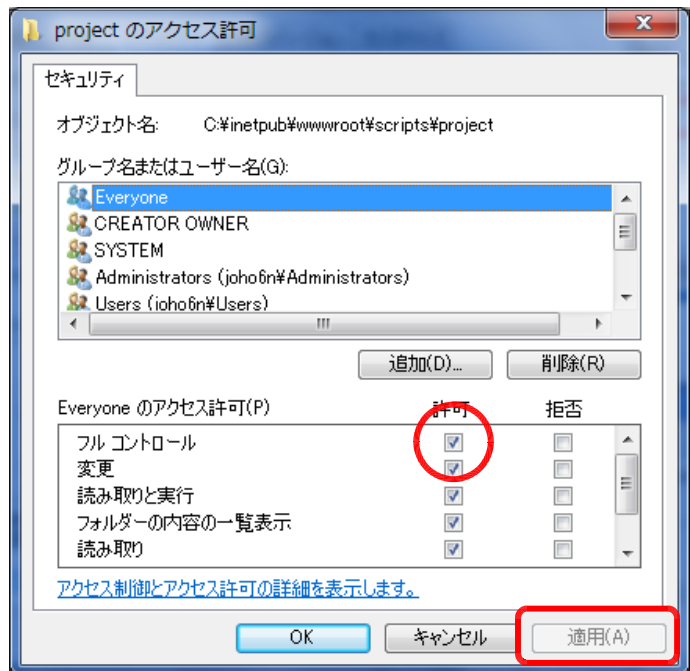 project のアクセス許可
セキュリティ
オブジェクト名: C:¥inetpub¥wwwroot¥scripts¥project
グループ名またはユーザー名(G):
Everyone
CREATOR OWNER
SYSTEM
Administrators (joho6n¥Administrators)
Users (joho6n¥Users)
追加(D)... 削除(R)
Everyone のアクセス許可(P) 許可 拒否
フル コントロール
変更
読み取りと実行
フォルダーの内容の一覧表示
読み取り
アクセス制御とアクセス許可の詳細を表示します。
OK キャンセル 適用(A)